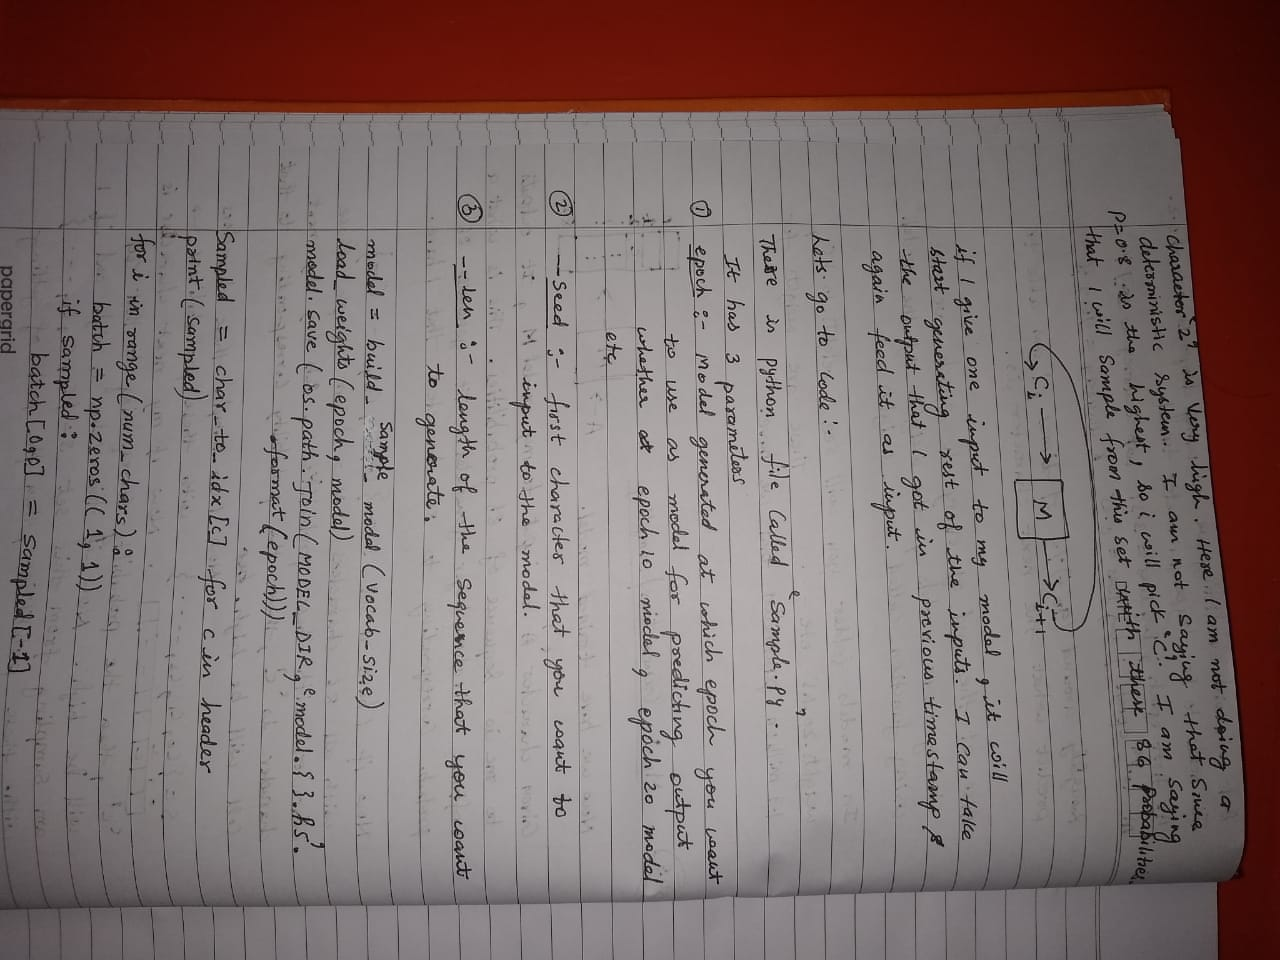 character "2" is very high. Here I am not doing a
deterministic system. I am not saying that since
P=0.8 is the highest, so i will pick 'c'. I am saying
that I will sample from this set with these 86 probabilities.
Ci → M → Ci+1
if I give one input to my model, it will
start generating rest of the inputs. I can take
the output that I got in previous timestamp &
again feed it as input.
Lets go to code :-
There is python file called 'Sample.py'.
It has 3 paramiters
① epoch :- Model generated at which epoch you want
to use as model for predicting output
whether at epoch 10 model, epoch 20 model
etc
② --seed :- first character that you want to
input to the model.
③ --len :- length of the sequence that you want
to generate.
model = build_sample_model (vocab_size)
load_weights (epoch, model)
model.save (os.path.join (MODEL_DIR, 'model.{}.h5'.
format (epoch)))
Sampled = char_to_idx[c] for c in header
print (sampled)
for i in range (num_chars) :
batch = np.zeros ((1, 1))
if sampled :
batch [0,0] = sampled [-1]
papergrid